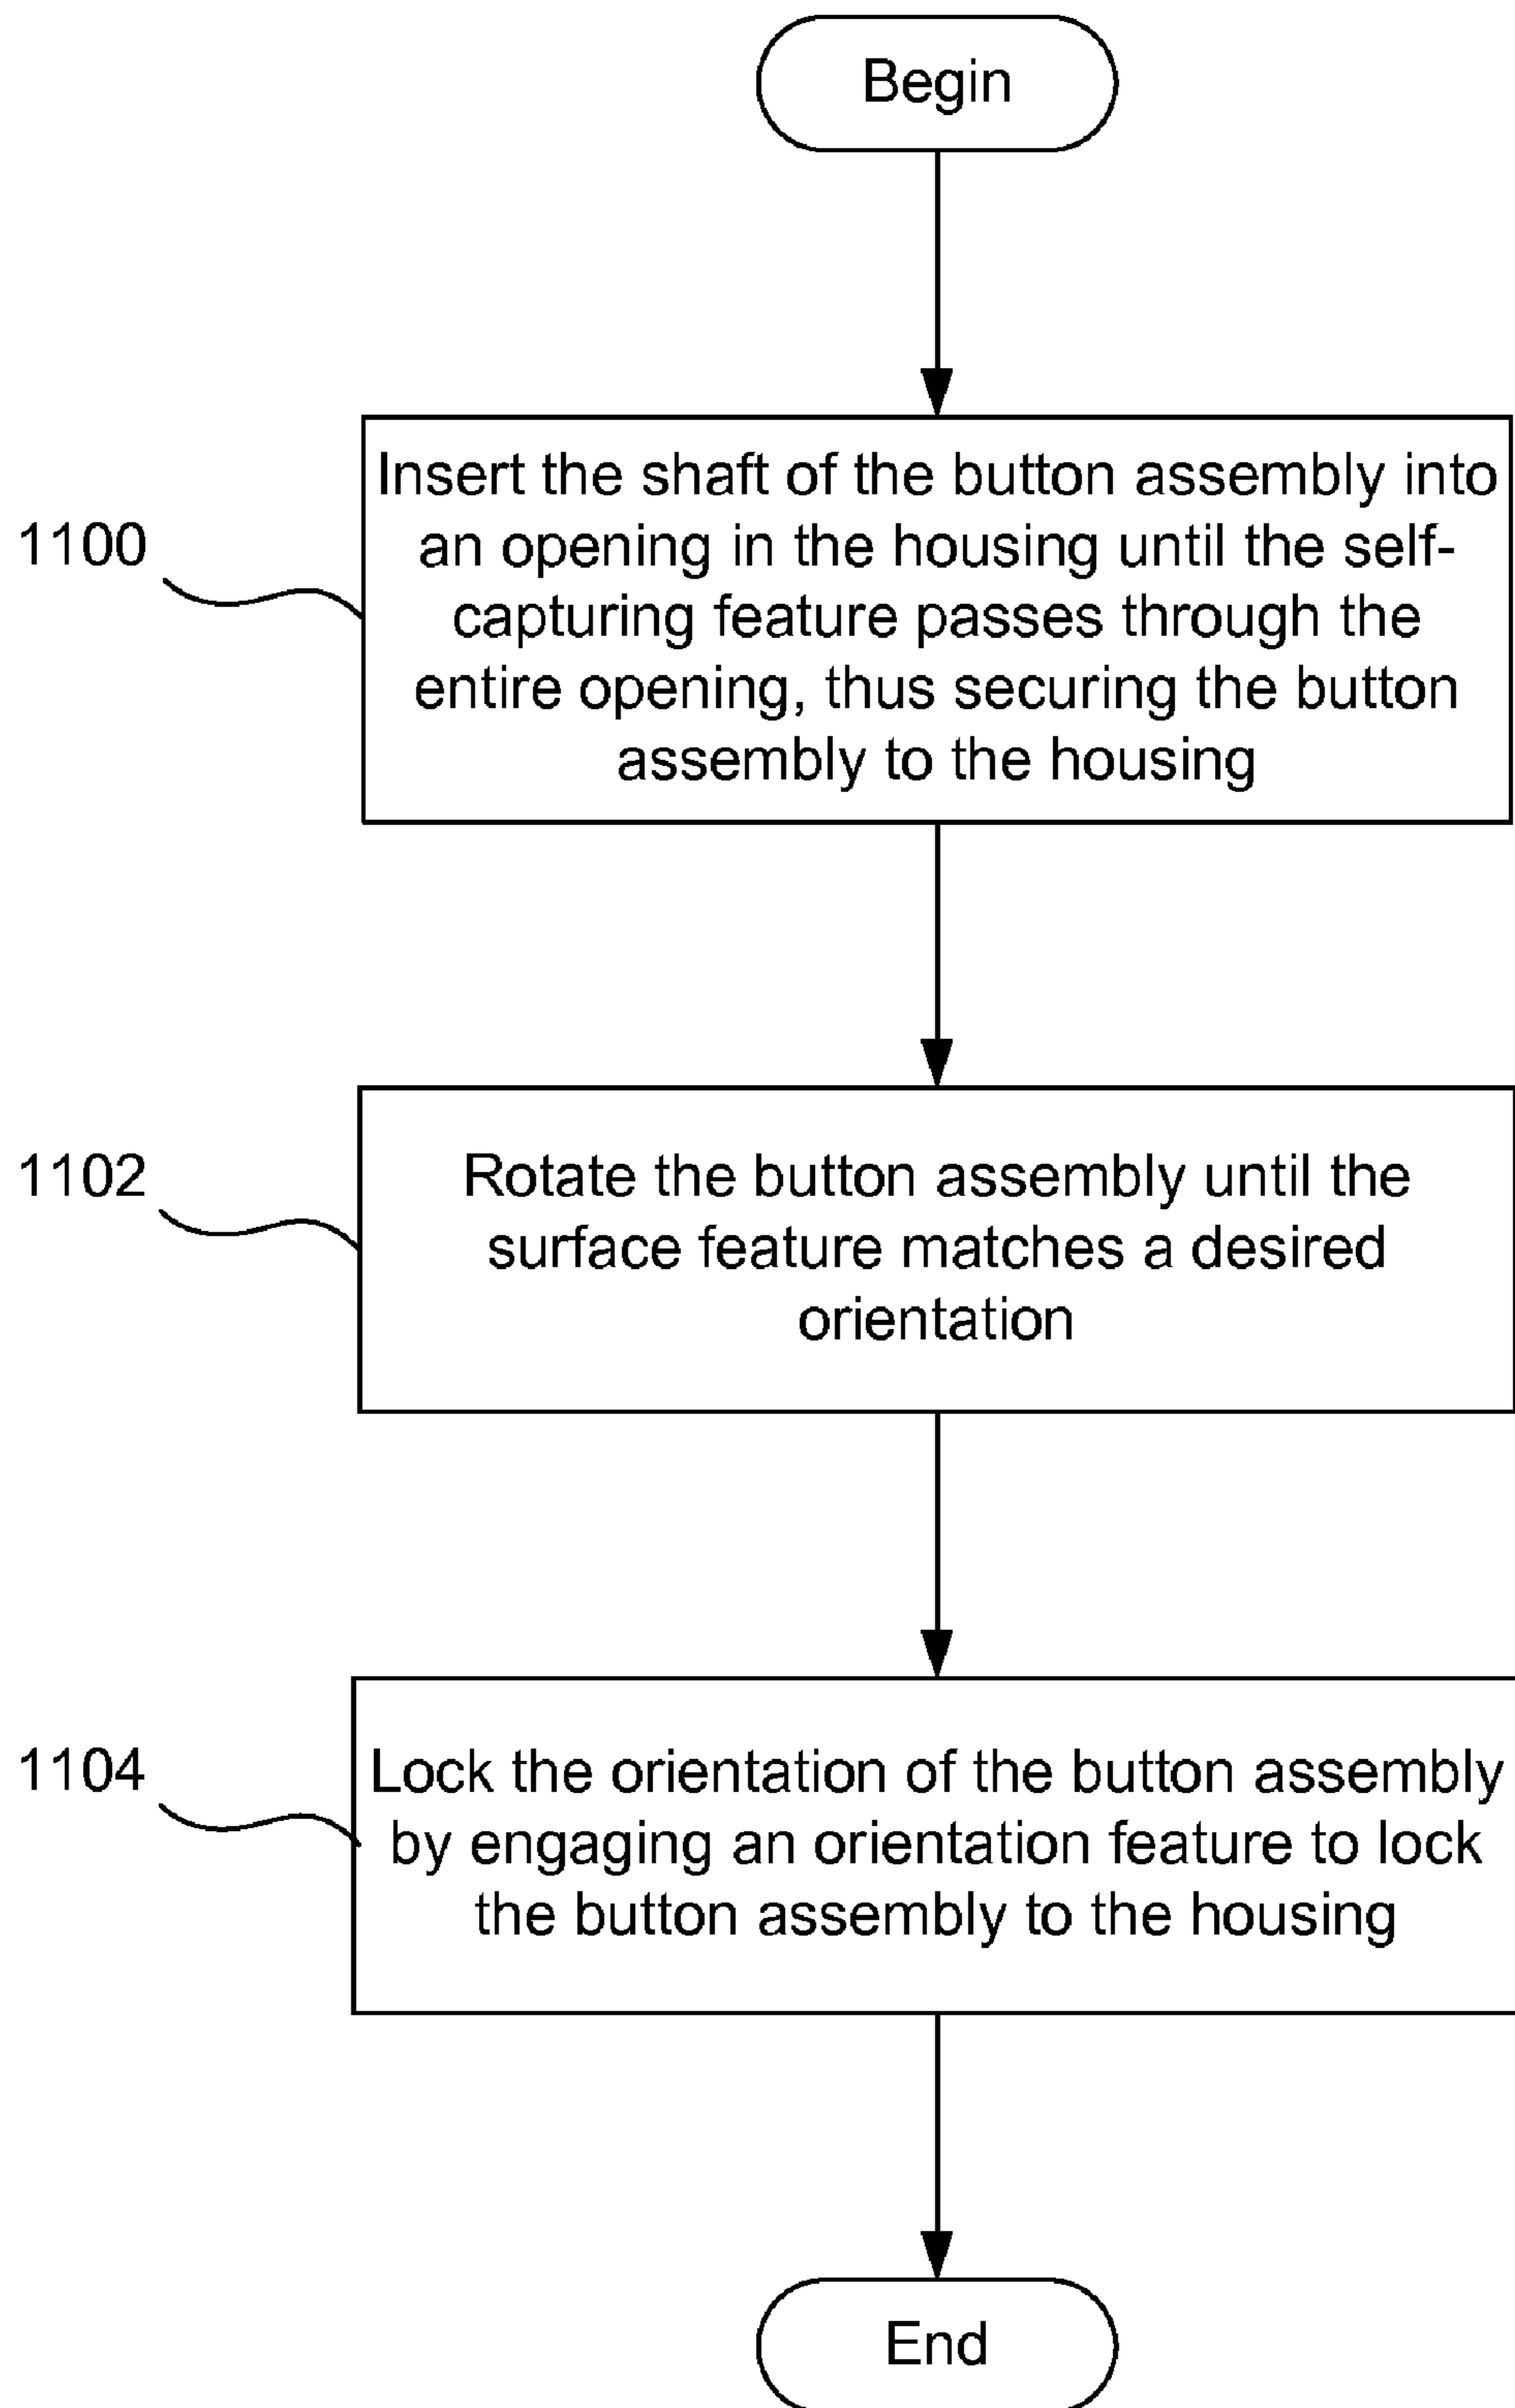 Begin
1100
Insert the shaft of the button assembly into
an opening in the housing until the self-
capturing feature passes through the
entire opening, thus securing the button
assembly to the housing
1102
Rotate the button assembly until the
surface feature matches a desired
orientation
1104
Lock the orientation of the button assembly
by engaging an orientation feature to lock
the button assembly to the housing
End